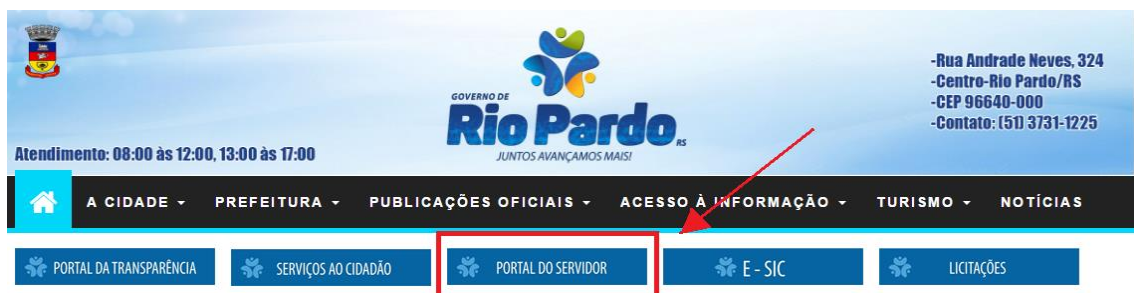 GOVERNO DE
Rio Pardo RS
JUNTOS AVANÇAMOS MAIS!
-Rua Andrade Neves, 324
-Centro-Rio Pardo/RS
-CEP 96640-000
-Contato: (51) 3731-1225
Atendimento: 08:00 às 12:00, 13:00 às 17:00
A CIDADE PREFEITURA PUBLICAÇÕES OFICIAIS ACESSO À INFORMAÇÃO TURISMO NOTÍCIAS
PORTAL DA TRANSPARÊNCIA SERVIÇOS AO CIDADÃO PORTAL DO SERVIDOR E - SIC LICITAÇÕES